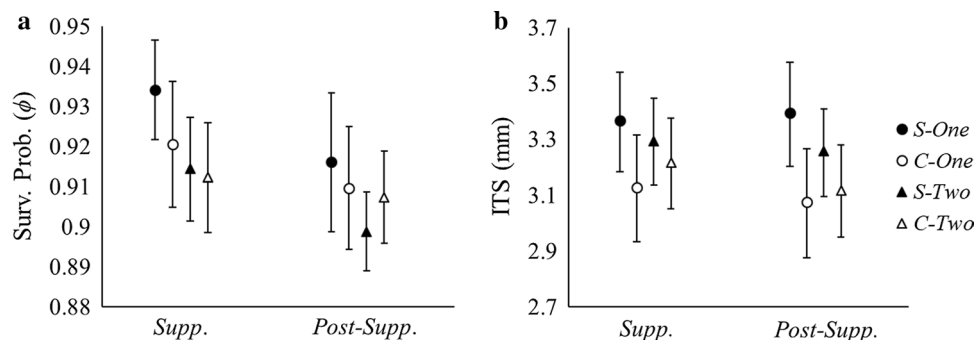 a
Surv. Prob. (ϕ)
0.95
0.94
0.93
0.92
0.91
0.9
0.89
0.88
Supp.
Post-Supp.
b
ITS (mm)
3.7
3.5
3.3
3.1
2.9
2.7
Supp.
Post-Supp.
S-One
C-One
S-Two
C-Two